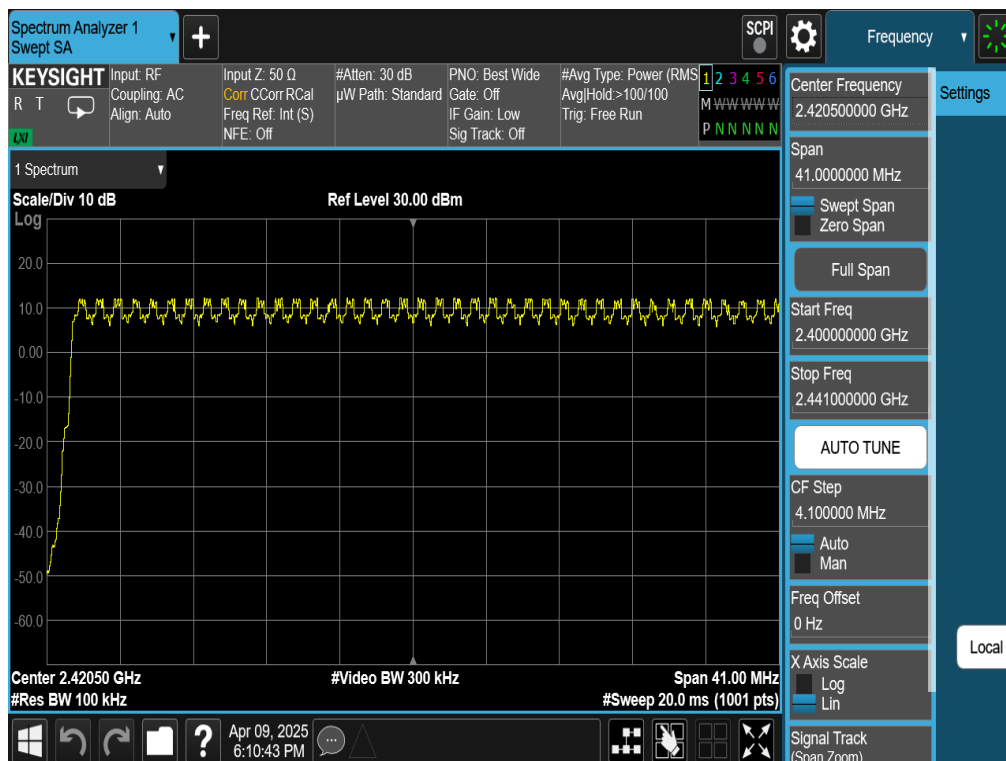 Spectrum Analyzer 1
Swept SA
+
SCPI
Frequency
KEYSIGHT
R T
LXI
Input: RF
Coupling: AC
Align: Auto
Input Z: 50 Ω
Corr CCorr RCal
Freq Ref: Int (S)
NFE: Off
#Atten: 30 dB
µW Path: Standard
PNO: Best Wide
Gate: Off
IF Gain: Low
Sig Track: Off
#Avg Type: Power (RMS
Avg|Hold:>100/100
Trig: Free Run
1 2 3 4 5 6
M W W W W W
P N N N N N
1 Spectrum
Scale/Div 10 dB
Ref Level 30.00 dBm
Log
20.0
10.0
0.00
-10.0
-20.0
-30.0
-40.0
-50.0
-60.0
Center 2.42050 GHz
#Video BW 300 kHz
Span 41.00 MHz
#Res BW 100 kHz
#Sweep 20.0 ms (1001 pts)
?
Apr 09, 2025
6:10:43 PM
Center Frequency
2.420500000 GHz
Span
41.0000000 MHz
Swept Span
Zero Span
Full Span
Start Freq
2.400000000 GHz
Stop Freq
2.441000000 GHz
AUTO TUNE
CF Step
4.100000 MHz
Auto
Man
Freq Offset
0 Hz
X Axis Scale
Log
Lin
Signal Track
(Span Zoom)
Settings
Local